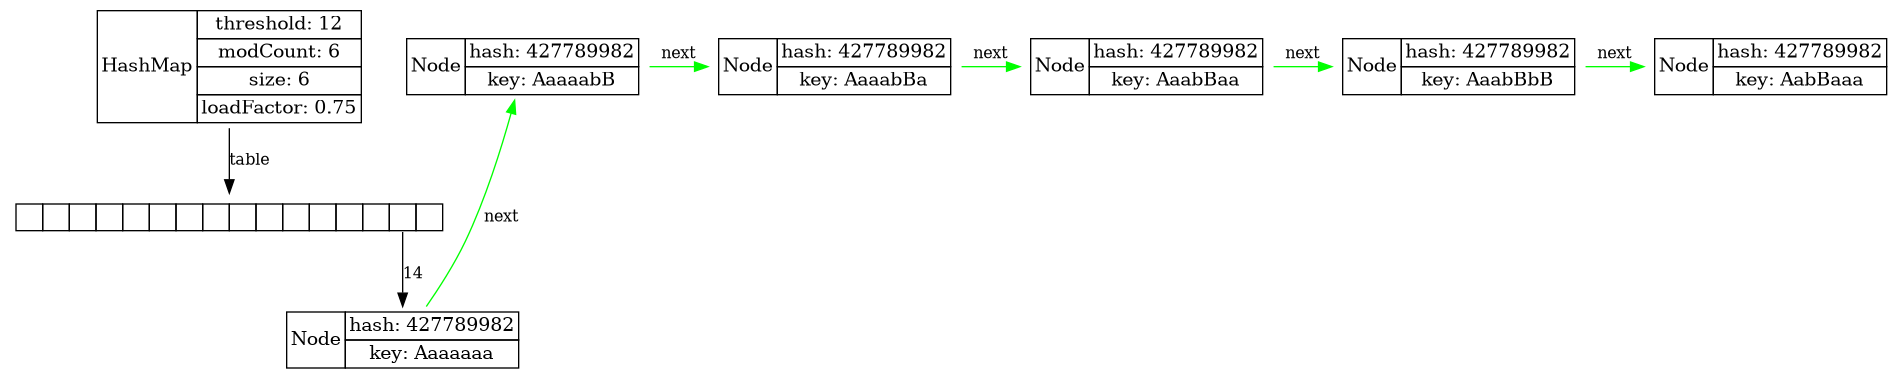 HashMap
threshold: 12
modCount: 6
size: 6
loadFactor: 0.75
Node
hash: 427789982
key: AaaaabB
next
Node
hash: 427789982
key: AaaabBa
next
Node
hash: 427789982
key: AaabBaa
next
Node
hash: 427789982
key: AaabBbB
next
Node
hash: 427789982
key: AabBaaa
table
next
14
Node
hash: 427789982
key: Aaaaaaa